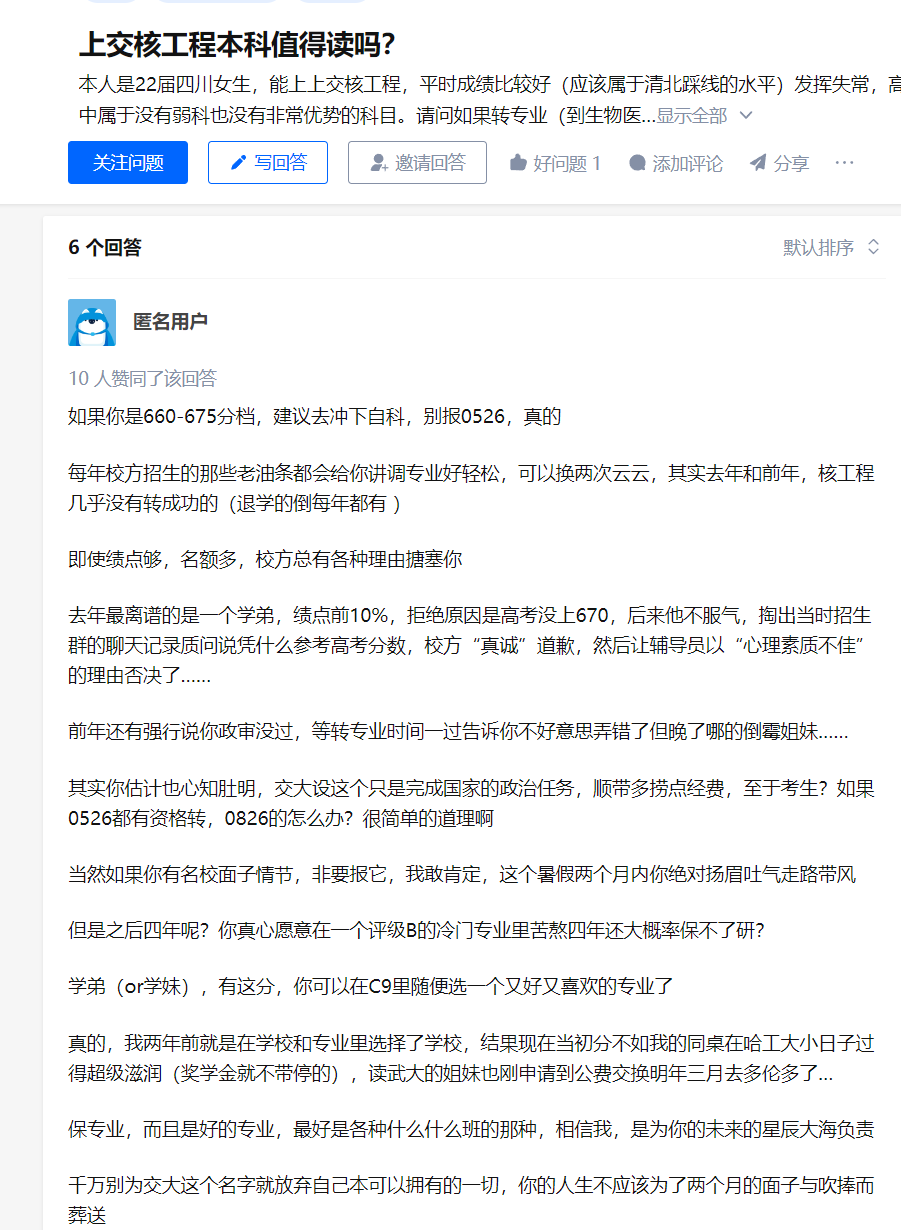 上交核工程本科值得读吗？
本人是22届四川女生，能上上交核工程，平时成绩比较好（应该属于清北踩线的水平）发挥失常，高
中属于没有弱科也没有非常优势的科目。请问如果转专业（到生物医...显示全部
关注问题
写回答
邀请回答
好问题 1
添加评论
分享
6 个回答
默认排序
匿名用户
10 人赞同了该回答
如果你是660-675分档，建议去冲下自科，别报0526，真的
每年校方招生的那些老油条都会给你讲调专业好轻松，可以换两次云云，其实去年和前年，核工程
几乎没有转成功的（退学的倒每年都有 ）
即使绩点够，名额多，校方总有各种理由搪塞你
去年最离谱的是一个学弟，绩点前10%，拒绝原因是高考没上670，后来他不服气，掏出当时招生
群的聊天记录质问说凭什么参考高考分数，校方“真诚”道歉，然后让辅导员以“心理素质不佳”
的理由否决了......
前年还有强行说你政审没过，等转专业时间一过告诉你不好意思弄错了但晚了哪的倒霉姐妹......
其实你估计也心知肚明，交大设这个只是完成国家的政治任务，顺带多捞点经费，至于考生？如果
0526都有资格转，0826的怎么办？很简单的道理啊
当然如果你有名校面子情节，非要报它，我敢肯定，这个暑假两个月内你绝对扬眉吐气走路带风
但是之后四年呢？你真心愿意在一个评级B的冷门专业里苦熬四年还大概率保不了研？
学弟（or学妹），有这分，你可以在C9里随便选一个又好又喜欢的专业了
真的，我两年前就是在学校和专业里选择了学校，结果现在当初分不如我的同桌在哈工大小日子过
得超级滋润（奖学金就不带停的），读武大的姐妹也刚申请到公费交换明年三月去多伦多了...
保专业，而且是好的专业，最好是各种什么什么班的那种，相信我，是为你的未来的星辰大海负责
千万别为交大这个名字就放弃自己本可以拥有的一切，你的人生不应该为了两个月的面子与吹捧而
葬送